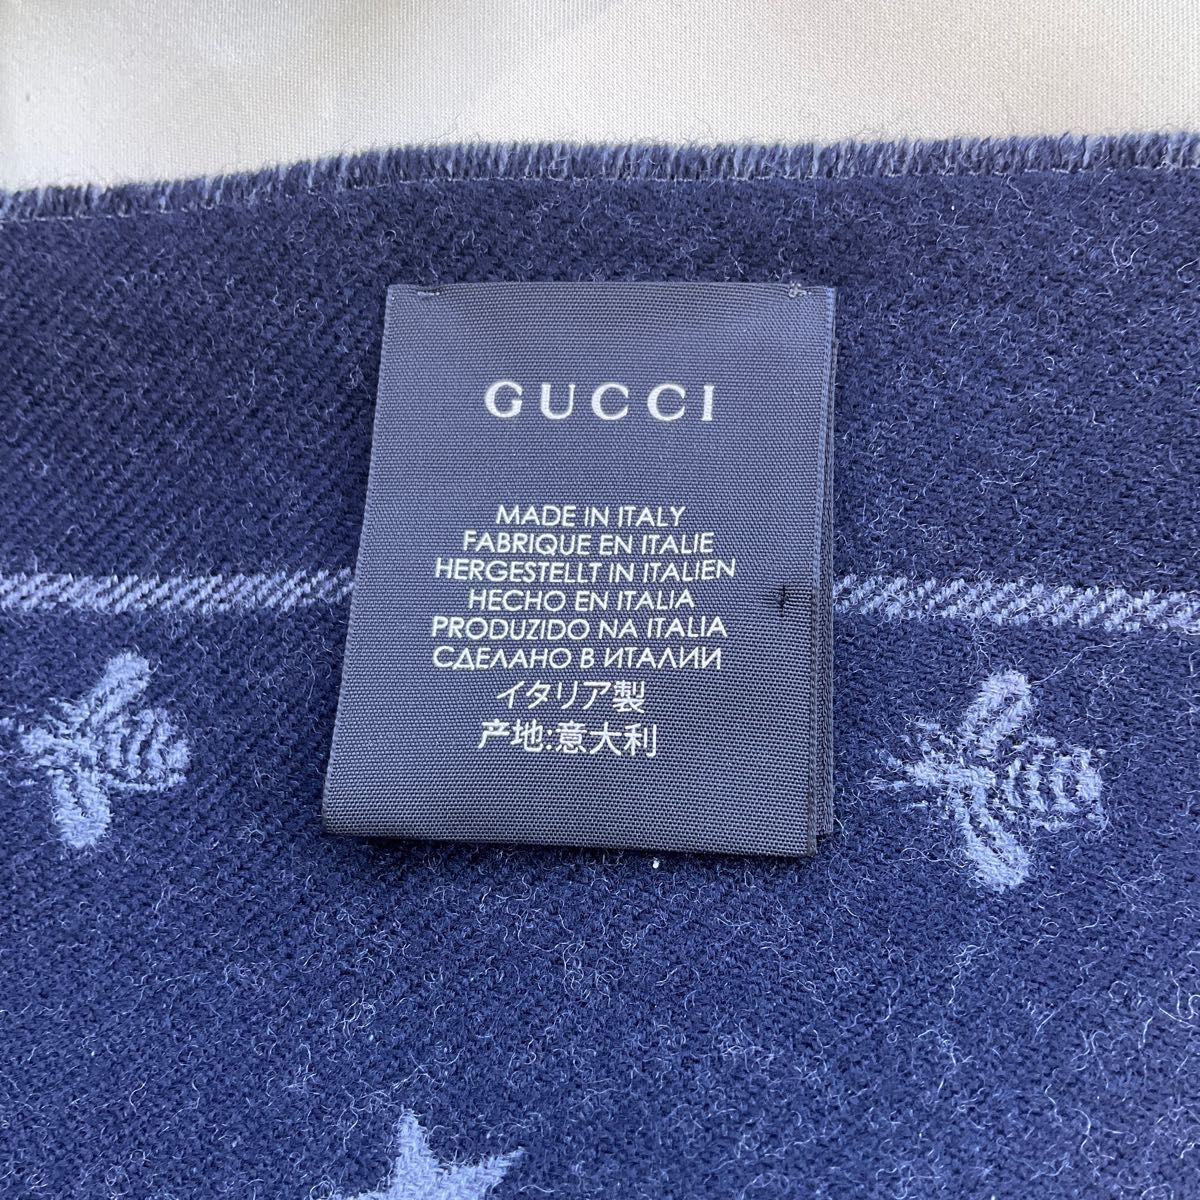 GUCCI
MADE IN ITALY
FABRIQUE EN ITALIE
HERGESTELLT IN ITALIEN
HECHO EN ITALIA
PRODUZIDO NA ITALIA
СДЕЛАНО В ИТАЛИИ
イタリア製
产地:意大利